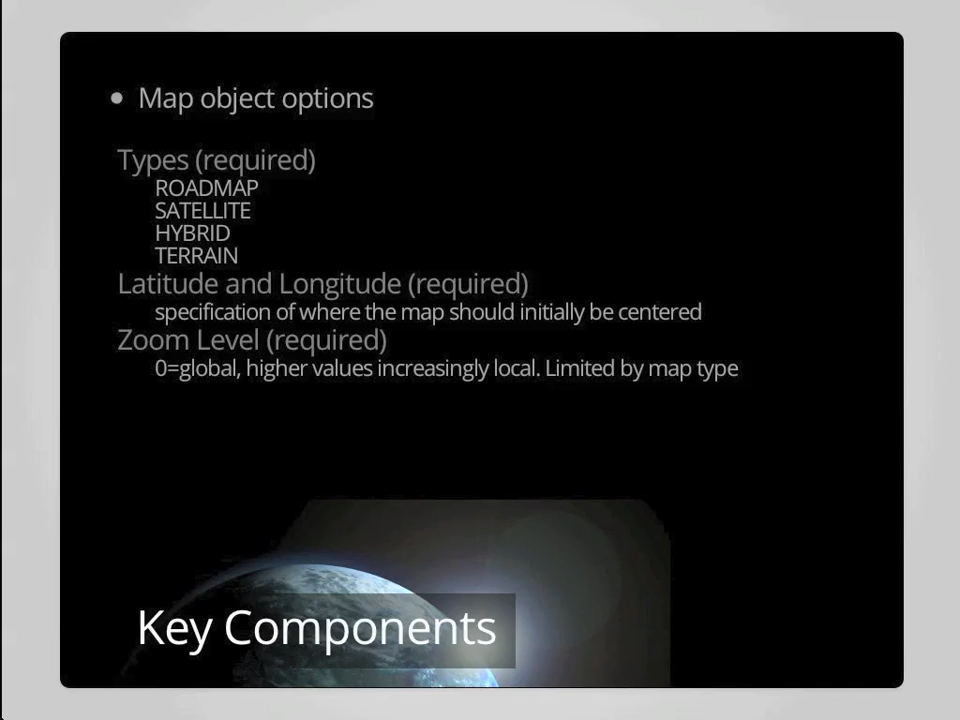 Map object options
Types (required)
ROADMAP
SATELLITE
HYBRID
TERRAIN
Latitude and Longitude (required)
specification of where the map should initially be centered
Zoom Level (required)
0=global, higher values increasingly local. Limited by map type
Key Components